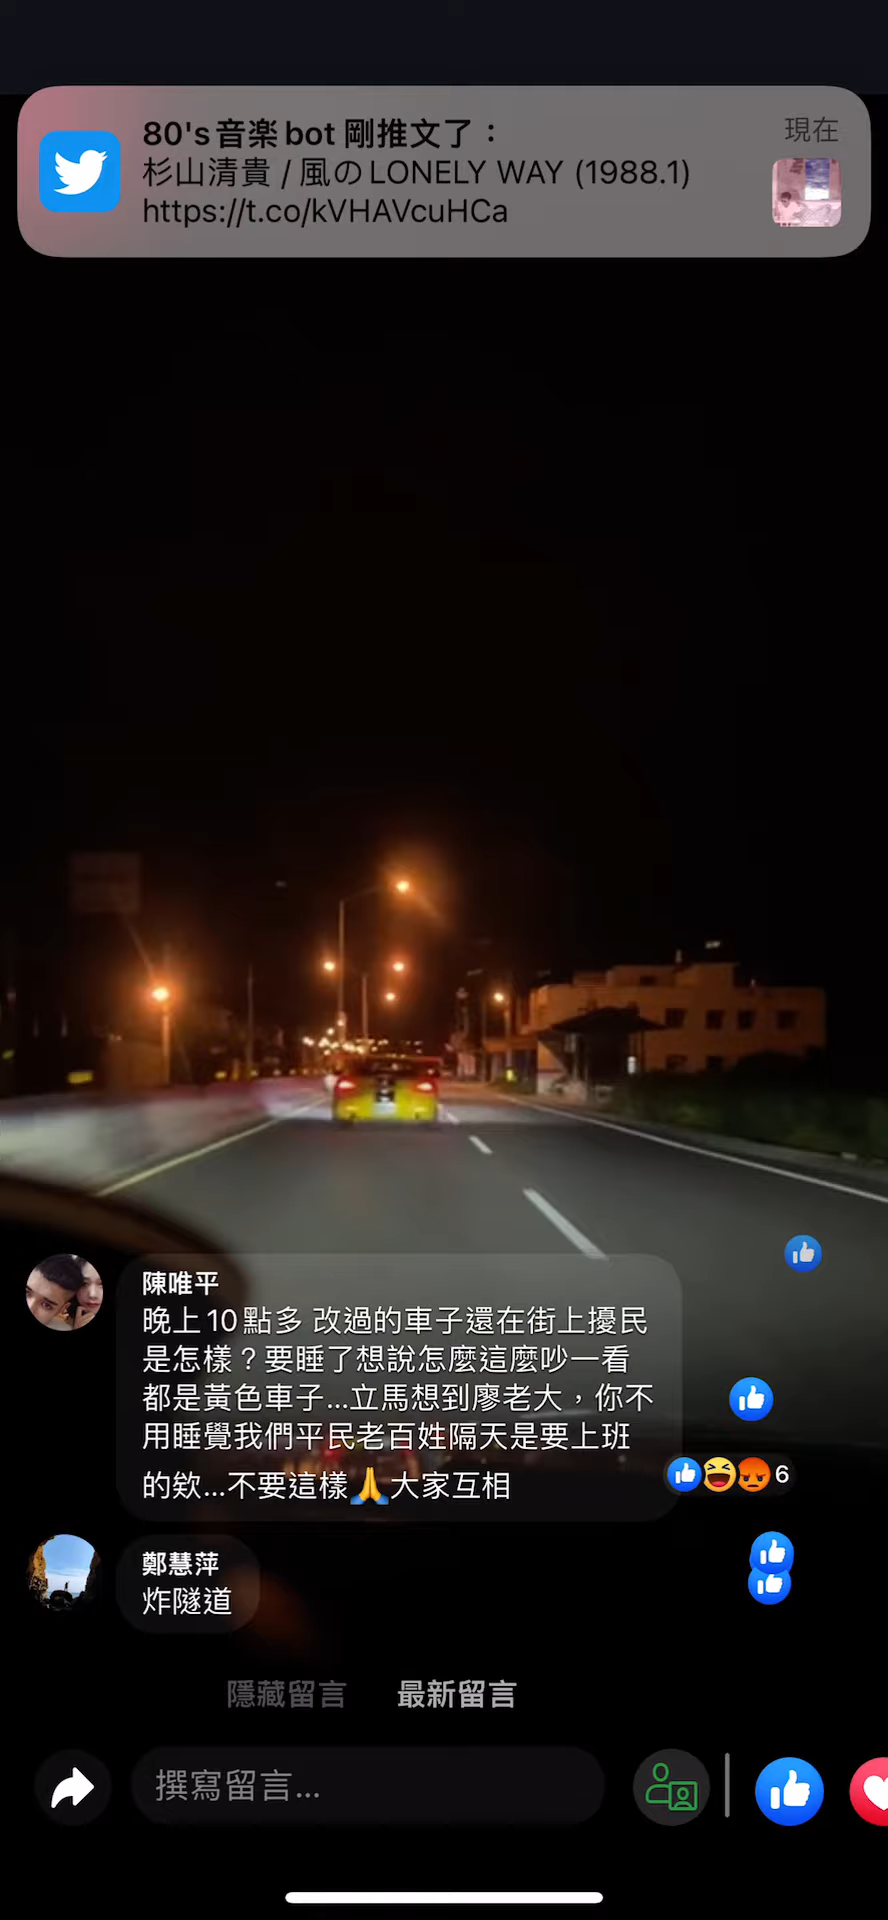 80's音楽bot 剛推文了：
現在
杉山清貴 / 風のLONELY WAY (1988.1)
https://t.co/kVHAVcuHCa
陳唯平
晚上10點多 改過的車子還在街上擾民
是怎樣？要睡了想說怎麼這麼吵一看
都是黃色車子...立馬想到廖老大，你不
用睡覺我們平民老百姓隔天是要上班
的欸...不要這樣🙏大家互相
6
鄭慧萍
炸隧道
隱藏留言
最新留言
撰寫留言...